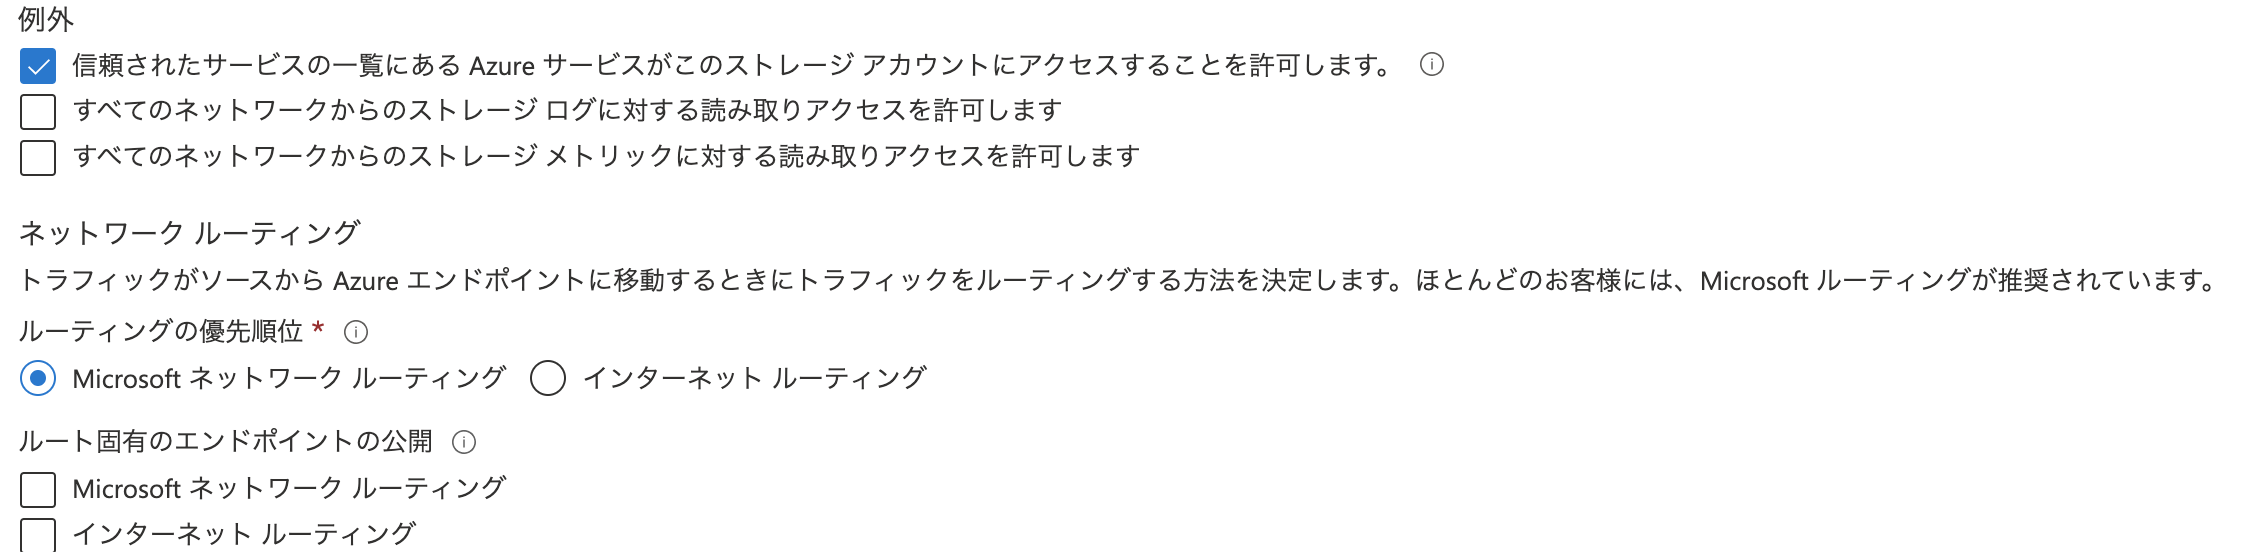 例外
信頼されたサービスの一覧にある Azure サービスがこのストレージ アカウントにアクセスすることを許可します。
すべてのネットワークからのストレージ ログに対する読み取りアクセスを許可します
すべてのネットワークからのストレージ メトリックに対する読み取りアクセスを許可します
ネットワーク ルーティング
トラフィックがソースから Azure エンドポイントに移動するときにトラフィックをルーティングする方法を決定します。ほとんどのお客様には、Microsoft ルーティングが推奨されています。
ルーティングの優先順位 *
Microsoft ネットワーク ルーティング インターネット ルーティング
ルート固有のエンドポイントの公開
Microsoft ネットワーク ルーティング
インターネット ルーティング